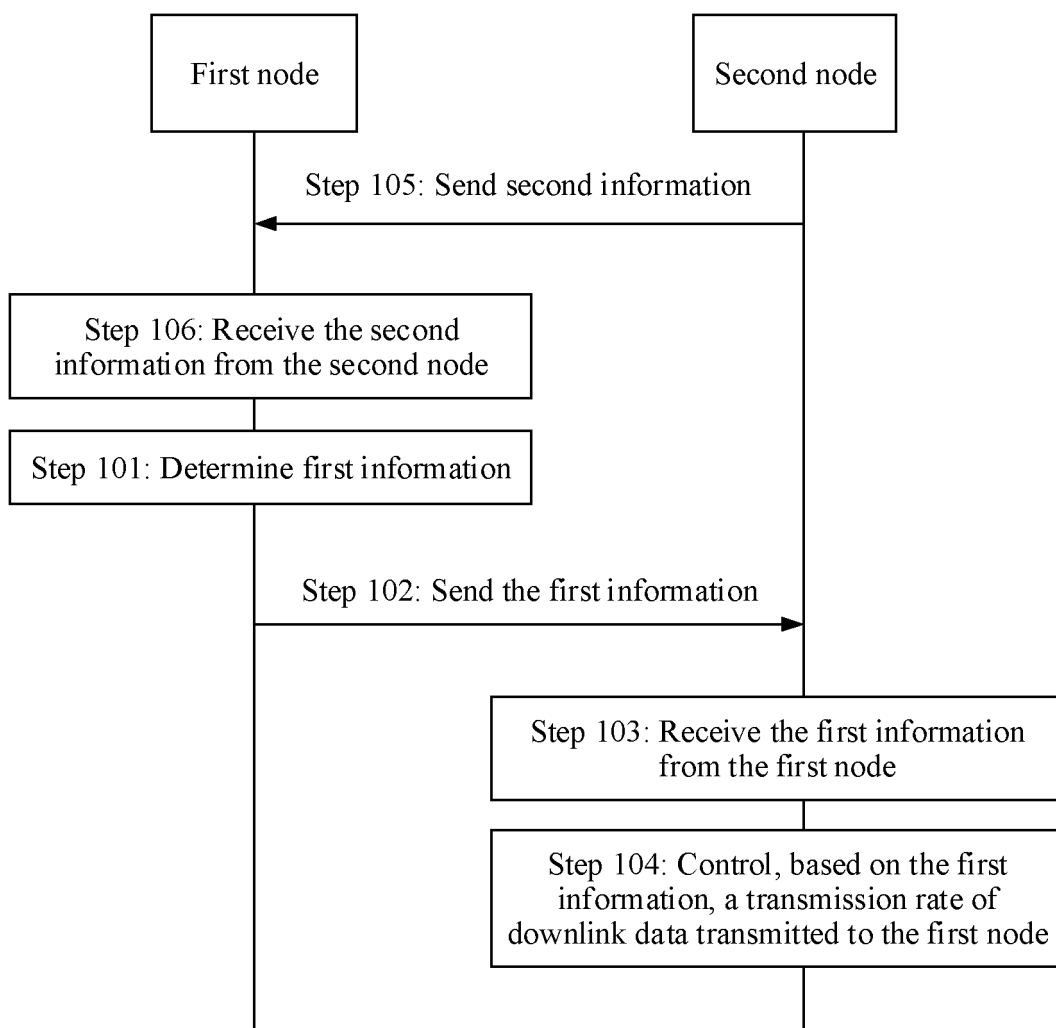 First node
Second node
Step 105: Send second information
Step 106: Receive the second
information from the second node
Step 101: Determine first information
Step 102: Send the first information
Step 103: Receive the first information
from the first node
Step 104: Control, based on the first
information, a transmission rate of
downlink data transmitted to the first node